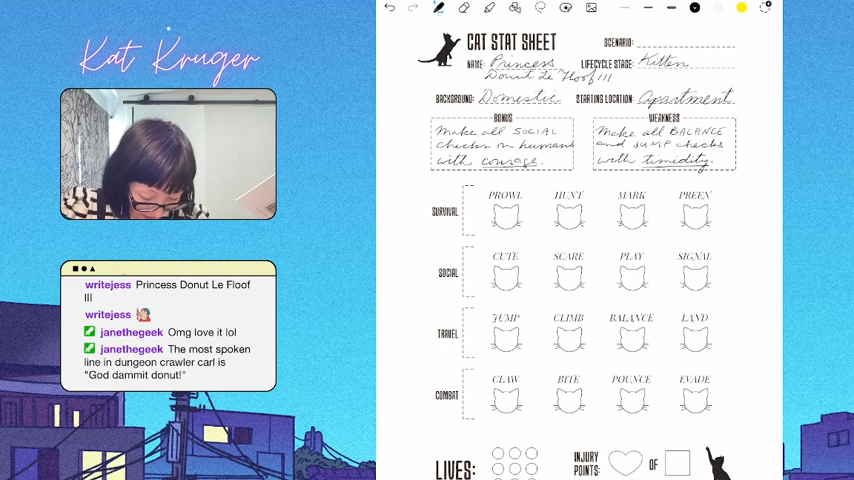 Kat Kruger
writejess Princess Donut Le Floof
III
writejess
janethegeek Omg love it lol
janethegeek The most spoken
line in dungeon crawler carl is
"God dammit donut!"
CAT STAT SHEET
SCENARIO:
NAME: Princess
Donut Le Floof III
LIFECYCLE STAGE: Kitten
BACKGROUND: Domestic
STARTING LOCATION: Apartment
BONUS
Make all SOCIAL
checks on humans
with courage.
WEAKNESS
Make all BALANCE
and JUMP checks
with timidity.
SURVIVAL
PROWL HUNT MARK PREEN
SOCIAL
CUTE SCARE PLAY SIGNAL
TRAVEL
JUMP CLIMB BALANCE LAND
COMBAT
CLAW BITE POUNCE EVADE
LIVES:
INJURY
POINTS:
OF